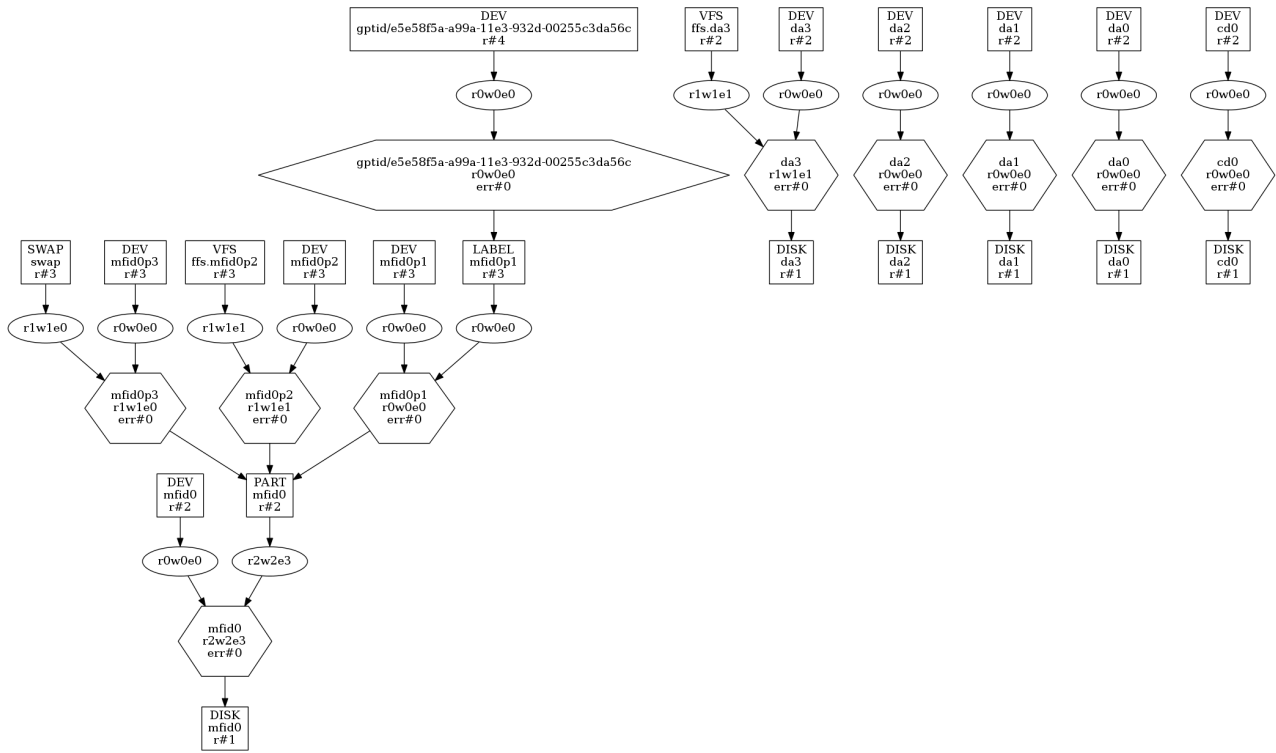 DEV
gptid/e5e58f5a-a99a-11e3-932d-00255c3da56c
r#4
VFS
ffs.da3
r#2
DEV
da3
r#2
DEV
da2
r#2
DEV
da1
r#2
DEV
da0
r#2
DEV
cd0
r#2
r0w0e0
r1w1e1
r0w0e0
r0w0e0
r0w0e0
r0w0e0
r0w0e0
gptid/e5e58f5a-a99a-11e3-932d-00255c3da56c
r0w0e0
err#0
da3
r1w1e1
err#0
da2
r0w0e0
err#0
da1
r0w0e0
err#0
da0
r0w0e0
err#0
cd0
r0w0e0
err#0
SWAP
swap
r#3
DEV
mfid0p3
r#3
VFS
ffs.mfid0p2
r#3
DEV
mfid0p2
r#3
DEV
mfid0p1
r#3
LABEL
mfid0p1
r#3
DISK
da3
r#1
DISK
da2
r#1
DISK
da1
r#1
DISK
da0
r#1
DISK
cd0
r#1
r1w1e0
r0w0e0
r1w1e1
r0w0e0
r0w0e0
r0w0e0
mfid0p3
r1w1e0
err#0
mfid0p2
r1w1e1
err#0
mfid0p1
r0w0e0
err#0
DEV
mfid0
r#2
PART
mfid0
r#2
r0w0e0
r2w2e3
mfid0
r2w2e3
err#0
DISK
mfid0
r#1